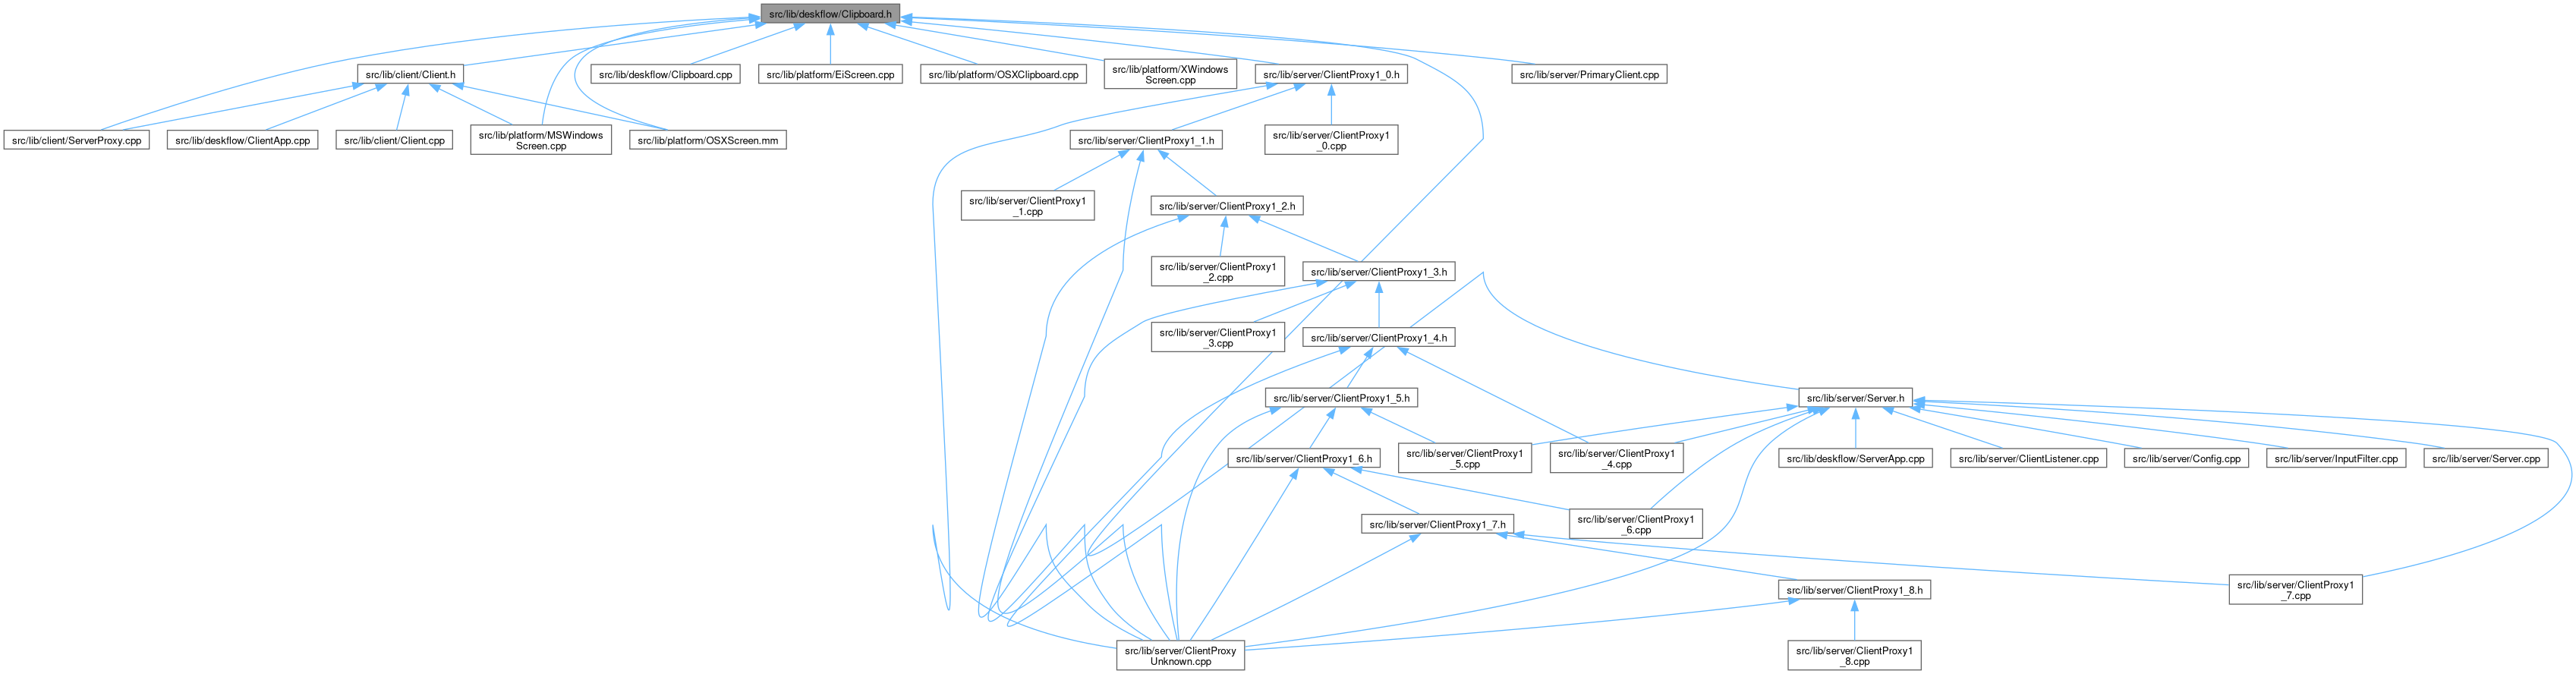 src/lib/deskflow/Clipboard.h
src/lib/client/Client.h
src/lib/deskflow/Clipboard.cpp
src/lib/platform/EiScreen.cpp
src/lib/platform/OSXClipboard.cpp
src/lib/platform/XWindows
Screen.cpp
src/lib/server/ClientProxy1_0.h
src/lib/server/PrimaryClient.cpp
src/lib/client/ServerProxy.cpp
src/lib/deskflow/ClientApp.cpp
src/lib/client/Client.cpp
src/lib/platform/MSWindows
Screen.cpp
src/lib/platform/OSXScreen.mm
src/lib/server/ClientProxy1_1.h
src/lib/server/ClientProxy1
_0.cpp
src/lib/server/ClientProxy1
_1.cpp
src/lib/server/ClientProxy1_2.h
src/lib/server/ClientProxy1
_2.cpp
src/lib/server/ClientProxy1_3.h
src/lib/server/ClientProxy1
_3.cpp
src/lib/server/ClientProxy1_4.h
src/lib/server/ClientProxy1_5.h
src/lib/server/Server.h
src/lib/server/ClientProxy1_6.h
src/lib/server/ClientProxy1
_5.cpp
src/lib/server/ClientProxy1
_4.cpp
src/lib/deskflow/ServerApp.cpp
src/lib/server/ClientListener.cpp
src/lib/server/Config.cpp
src/lib/server/InputFilter.cpp
src/lib/server/Server.cpp
src/lib/server/ClientProxy1_7.h
src/lib/server/ClientProxy1
_6.cpp
src/lib/server/ClientProxy1_8.h
src/lib/server/ClientProxy1
_7.cpp
src/lib/server/ClientProxy
Unknown.cpp
src/lib/server/ClientProxy1
_8.cpp